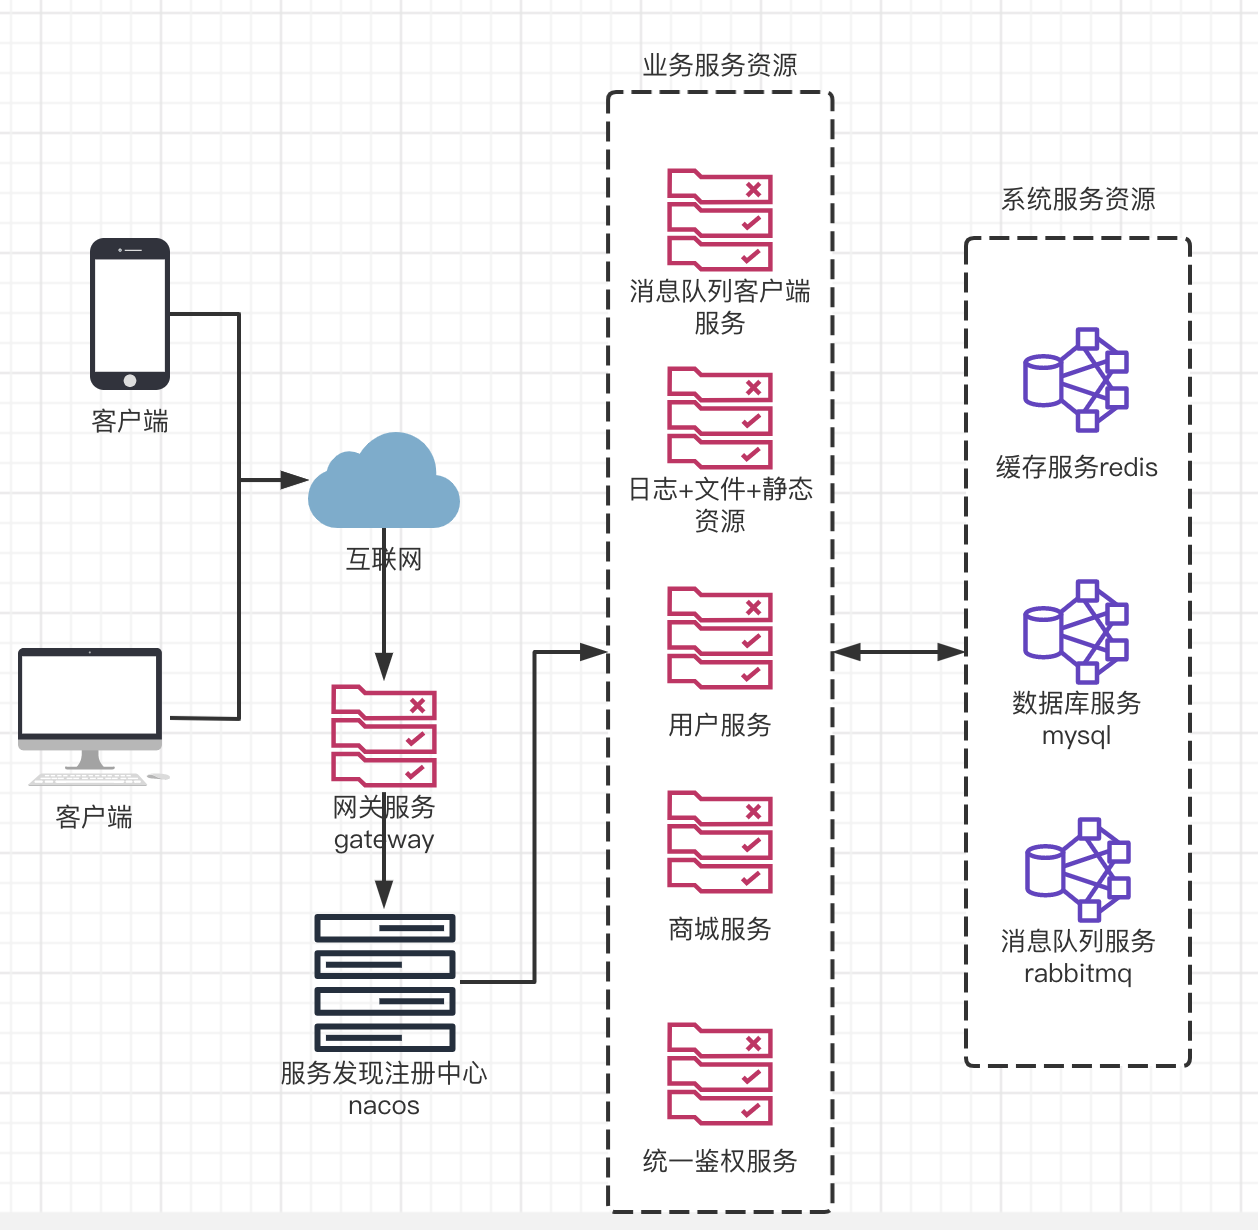 客户端
客户端
互联网
网关服务
gateway
服务发现注册中心
nacos
业务服务资源
消息队列客户端
服务
日志+文件+静态
资源
用户服务
商城服务
统一鉴权服务
系统服务资源
缓存服务redis
数据库服务
mysql
消息队列服务
rabbitmq